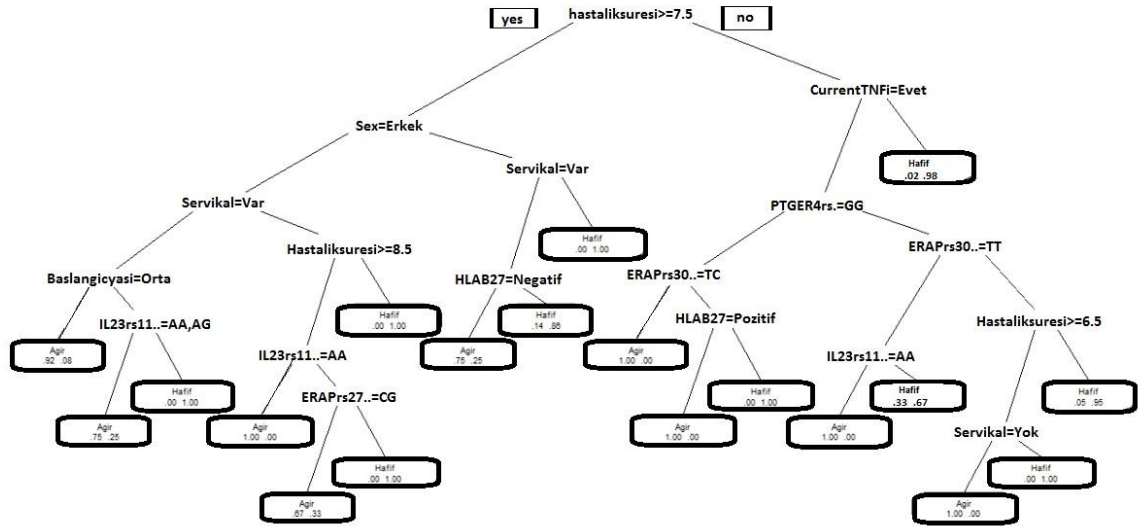 yes
hastaliksuresi>=7.5
no
CurrentTNFi=Evet
Sex=Erkek
Hafif
.02 .98
Servikal=Var
Servikal=Var
PTGER4rs.=GG
Hafif
.00 1.00
Hastaliksuresi>=8.5
ERAPrs30..=TT
Baslangicyasi=Orta
HLAB27=Negatif
ERAPrs30..=TC
Hafif
.00 1.00
Hafif
.14 .86
HLAB27=Pozitif
Hastaliksuresi>=6.5
IL23rs11..=AA,AG
Agir
.92 .08
IL23rs11..=AA
Agir
.75 .25
Agir
1.00 .00
IL23rs11..=AA
Hafif
.00 1.00
ERAPrs27..=CG
Hafif
.00 1.00
Hafif
.33 .67
Hafif
.05 .95
Agir
.75 .25
Agir
1.00 .00
Agir
1.00 .00
Agir
1.00 .00
Servikal=Yok
Hafif
.00 1.00
Hafif
.00 1.00
Agir
.67 .33
Agir
1.00 .00